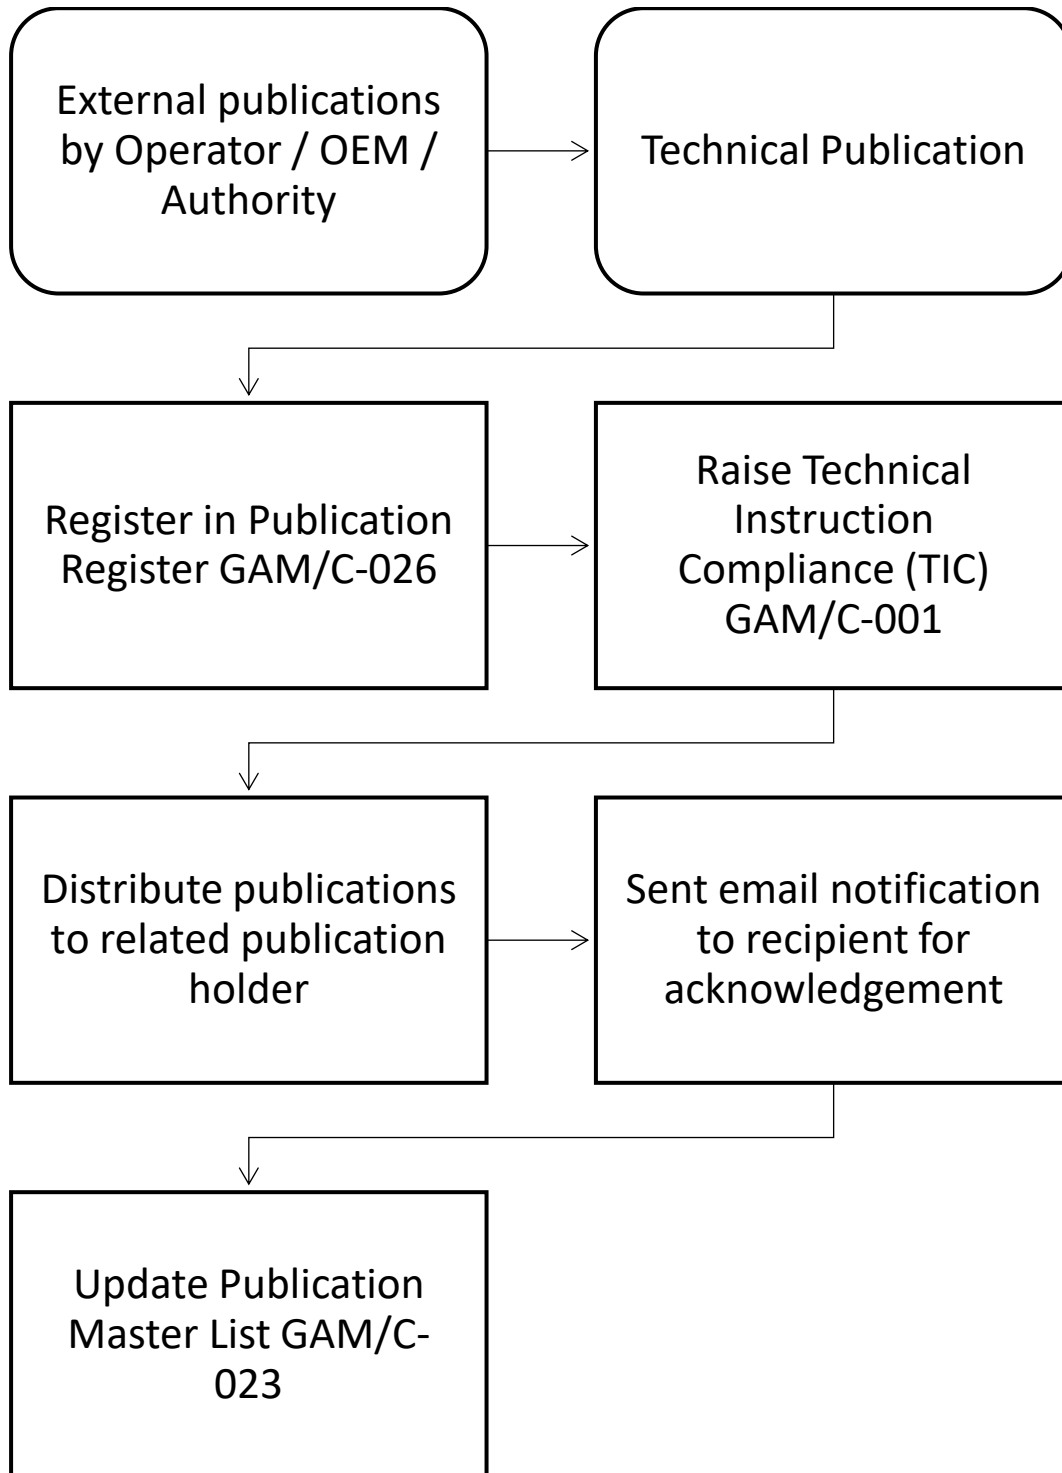 External publications
by Operator / OEM /
Authority
Technical Publication
Register in Publication
Register GAM/C-026
Raise Technical
Instruction
Compliance (TIC)
GAM/C-001
Distribute publications
to related publication
holder
Sent email notification
to recipient for
acknowledgement
Update Publication
Master List GAM/C-
023